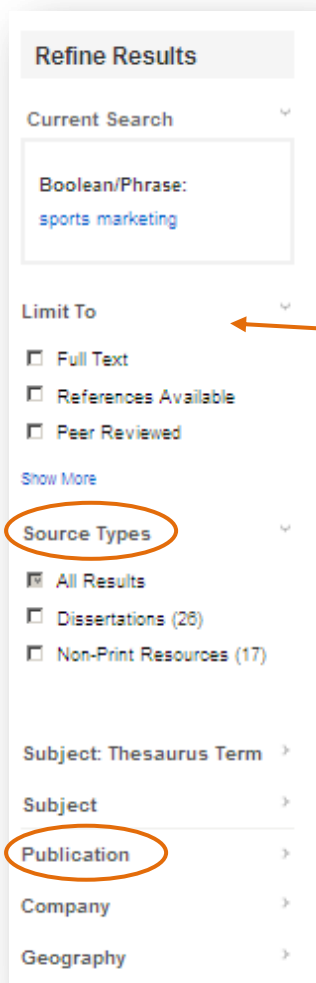 Refine Results
Current Search
Boolean/Phrase:
sports marketing
Limit To
Full Text
References Available
Peer Reviewed
Show More
Source Types
All Results
Dissertations (26)
Non-Print Resources (17)
Subject: Thesaurus Term
Subject
Publication
Company
Geography